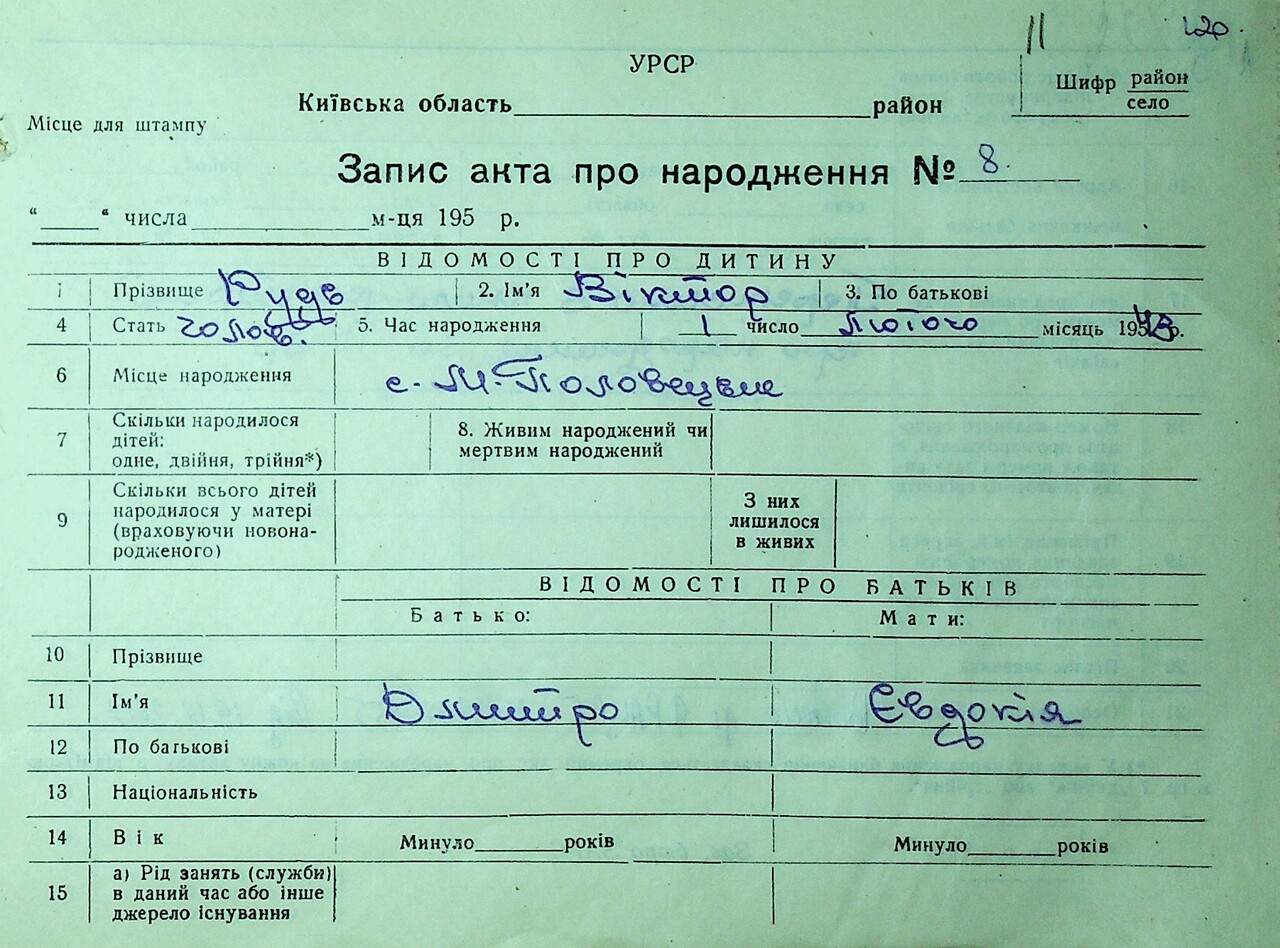 11 120.
УРСР
Шифр район
село
Київська область район
Місце для штампу
Запис акта про народження № 8.
“ “ числа м-ця 195 р.
ВІДОМОСТІ ПРО ДИТИНУ
1 Прізвище Рудь 2. Ім'я Віктор 3. По батькові
4 Стать чолов. 5. Час народження 1 число лютого місяць 1943 р.
6 Місце народження с. М-Половецьке
7 Скільки народилося
дітей:
одне, двійня, трійня*)
8. Живим народжений чи
мертвим народжений
9 Скільки всього дітей
народилося у матері
(враховуючи новона-
родженого)
З них
лишилося
в живих
ВІДОМОСТІ ПРО БАТЬКІВ
Батько: Мати:
10 Прізвище
11 Ім'я Дмитро Євдокія
12 По батькові
13 Національність
14 Вік Минуло років Минуло років
15 а) Рід занять (служби)
в даний час або інше
джерело існування